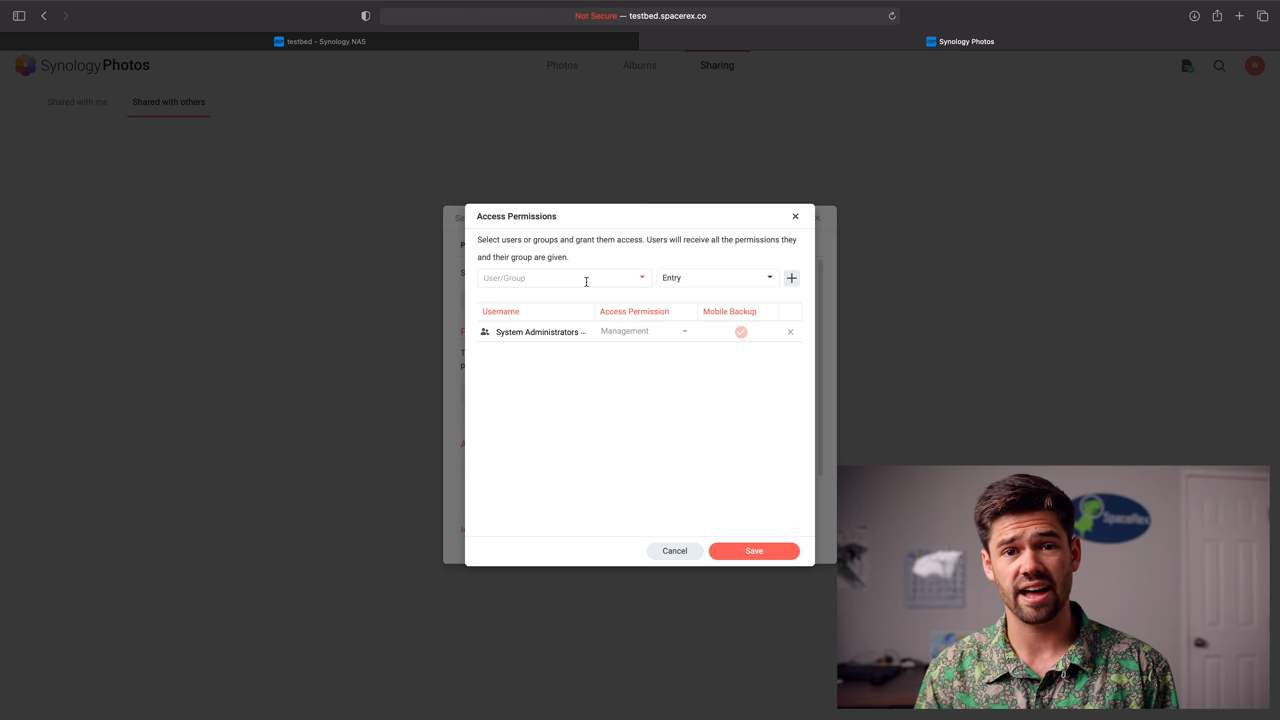 Not Secure — testbed.spacerex.co
testbed - Synology NAS
Synology Photos
Synology Photos
Photos
Albums
Sharing
W
Shared with me
Shared with others
Access Permissions
Select users or groups and grant them access. Users will receive all the permissions they
and their group are given.
User/Group
Entry
Username
Access Permission
Mobile Backup
System Administrators ...
Management
Cancel
Save
SpaceRex